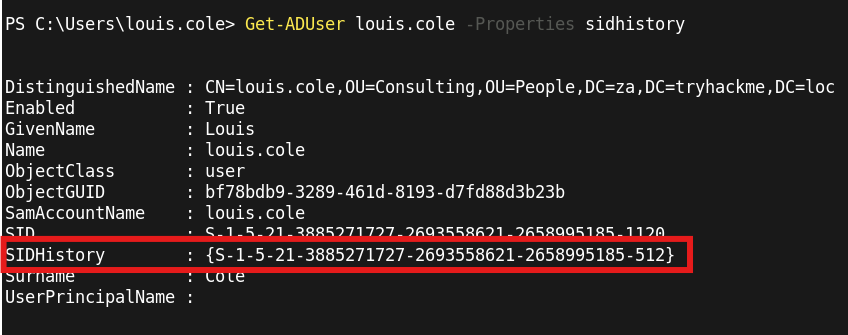 PS C:\Users\louis.cole> Get-ADUser louis.cole -Properties sidhistory
DistinguishedName : CN=louis.cole,OU=Consulting,OU=People,DC=za,DC=tryhackme,DC=loc
Enabled           : True
GivenName         : Louis
Name              : louis.cole
ObjectClass       : user
ObjectGUID        : bf78bdb9-3289-461d-8193-d7fd88d3b23b
SamAccountName    : louis.cole
SID               : S-1-5-21-3885271727-2693558621-2658995185-1120
SIDHistory        : {S-1-5-21-3885271727-2693558621-2658995185-512}
Surname           : Cole
UserPrincipalName :